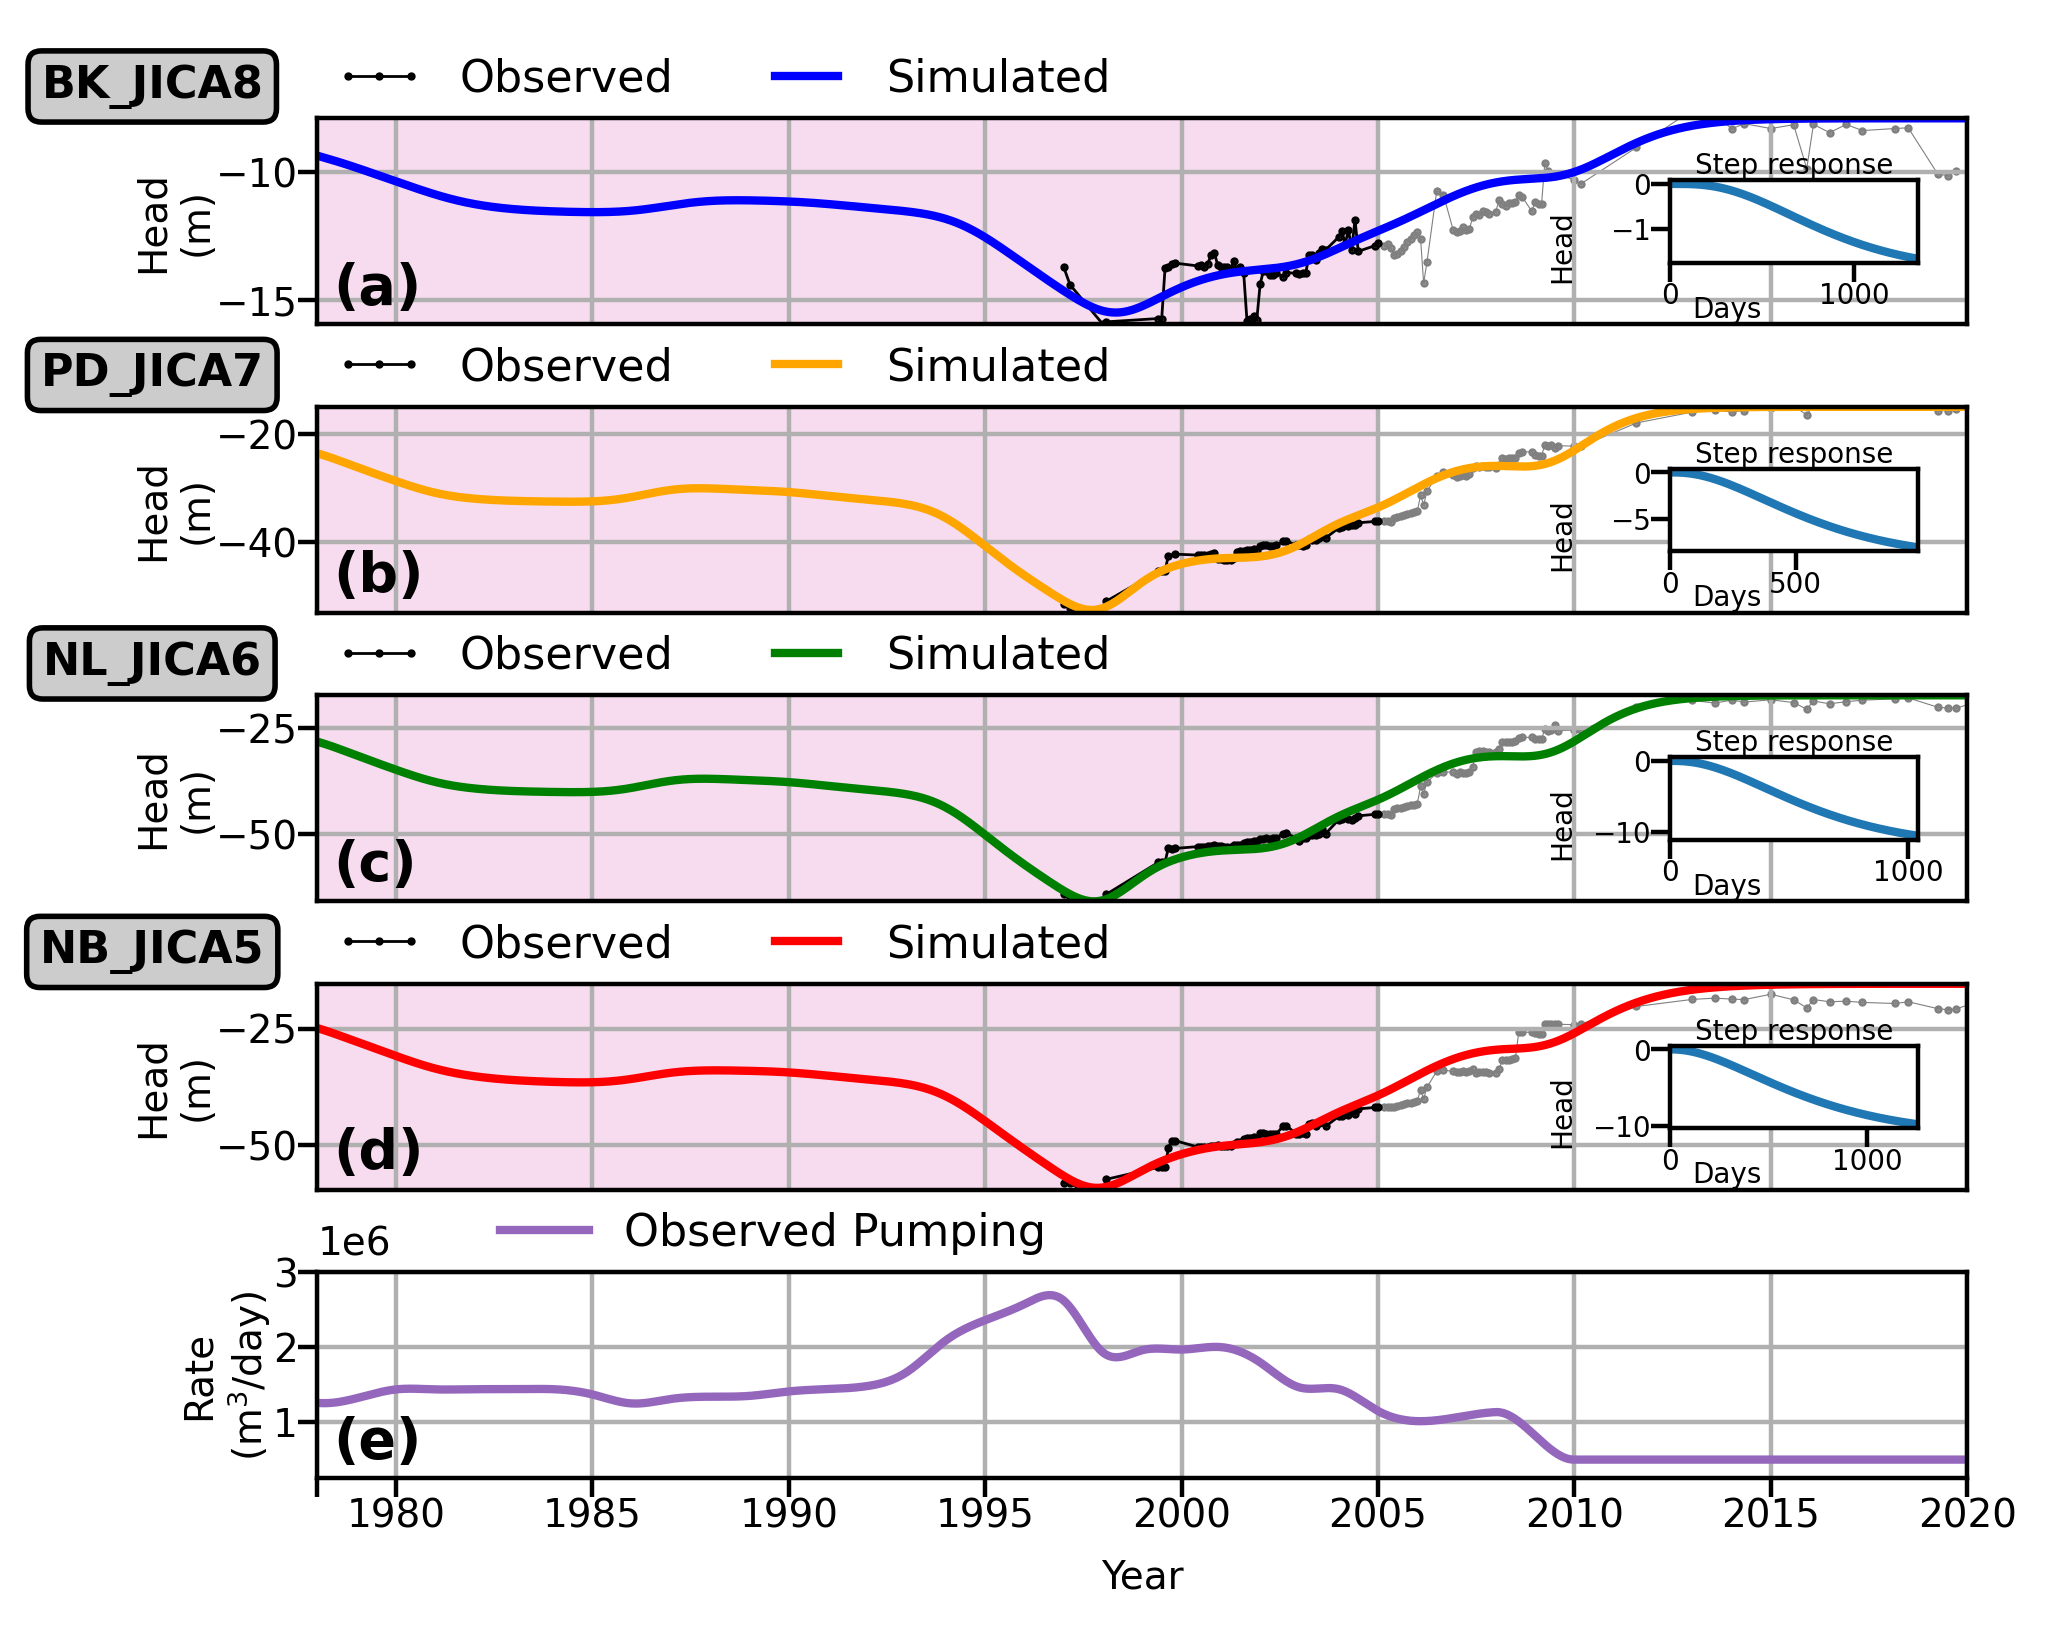 BK_JICA8
Observed Simulated
Head
(m)
−10
−15
(a)
Step response
Head
0
−1
0 1000
Days
PD_JICA7
Observed Simulated
Head
(m)
−20
−40
(b)
Step response
Head
0
−5
0 500
Days
NL_JICA6
Observed Simulated
Head
(m)
−25
−50
(c)
Step response
Head
0
−10
0 1000
Days
NB_JICA5
Observed Simulated
Head
(m)
−25
−50
(d)
Step response
Head
0
−10
0 1000
Days
1e6
Observed Pumping
Rate
(m³/day)
3
2
1
(e)
1980 1985 1990 1995 2000 2005 2010 2015 2020
Year